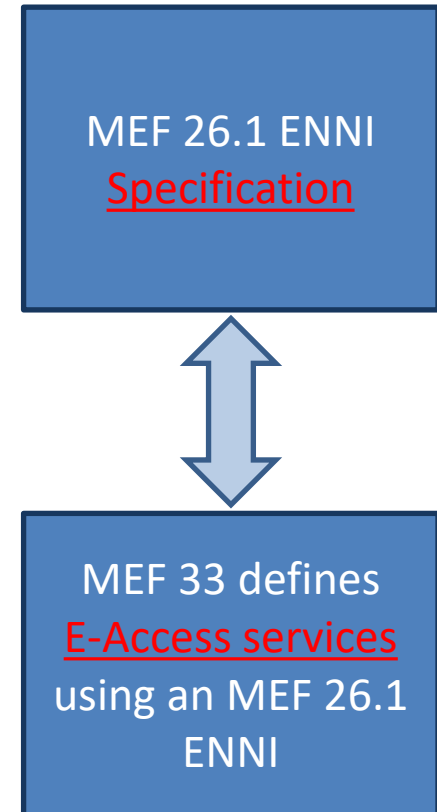 MEF 26.1 ENNI
Specification
MEF 33 defines
E-Access services
using an MEF 26.1
ENNI